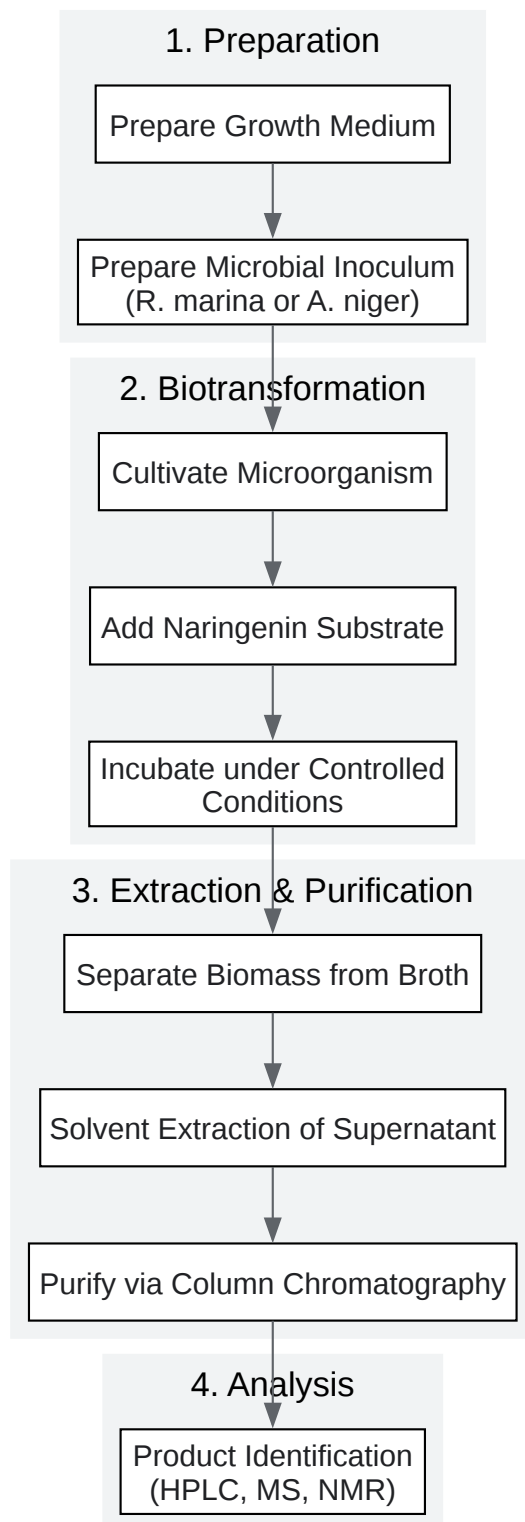 1. Preparation
Prepare Growth Medium
Prepare Microbial Inoculum
(R. marina or A. niger)
2. Biotransformation
Cultivate Microorganism
Add Naringenin Substrate
Incubate under Controlled
Conditions
3. Extraction & Purification
Separate Biomass from Broth
Solvent Extraction of Supernatant
Purify via Column Chromatography
4. Analysis
Product Identification
(HPLC, MS, NMR)